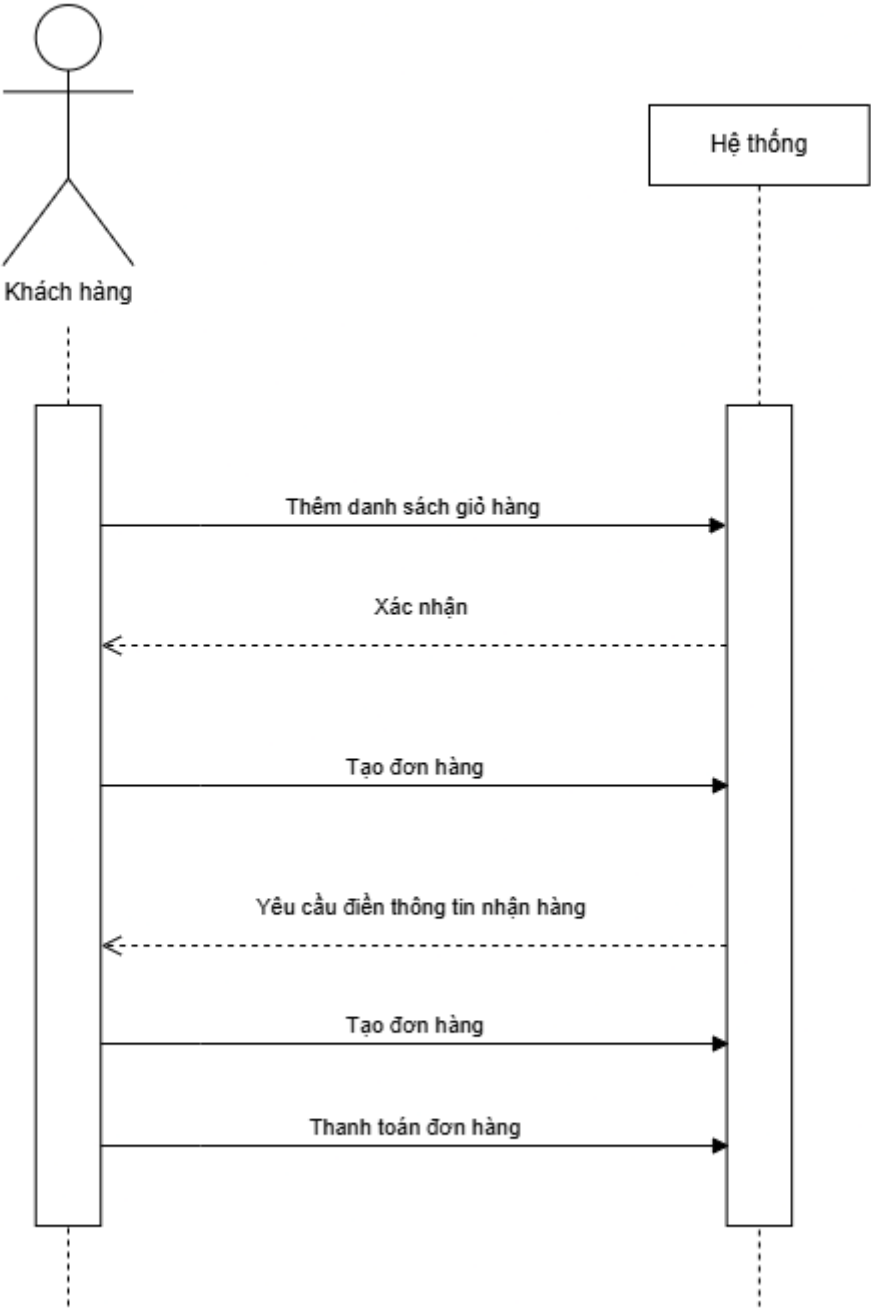 Hệ thống
Khách hàng
Thêm danh sách giỏ hàng
Xác nhận
Tạo đơn hàng
Yêu cầu điền thông tin nhận hàng
Tạo đơn hàng
Thanh toán đơn hàng